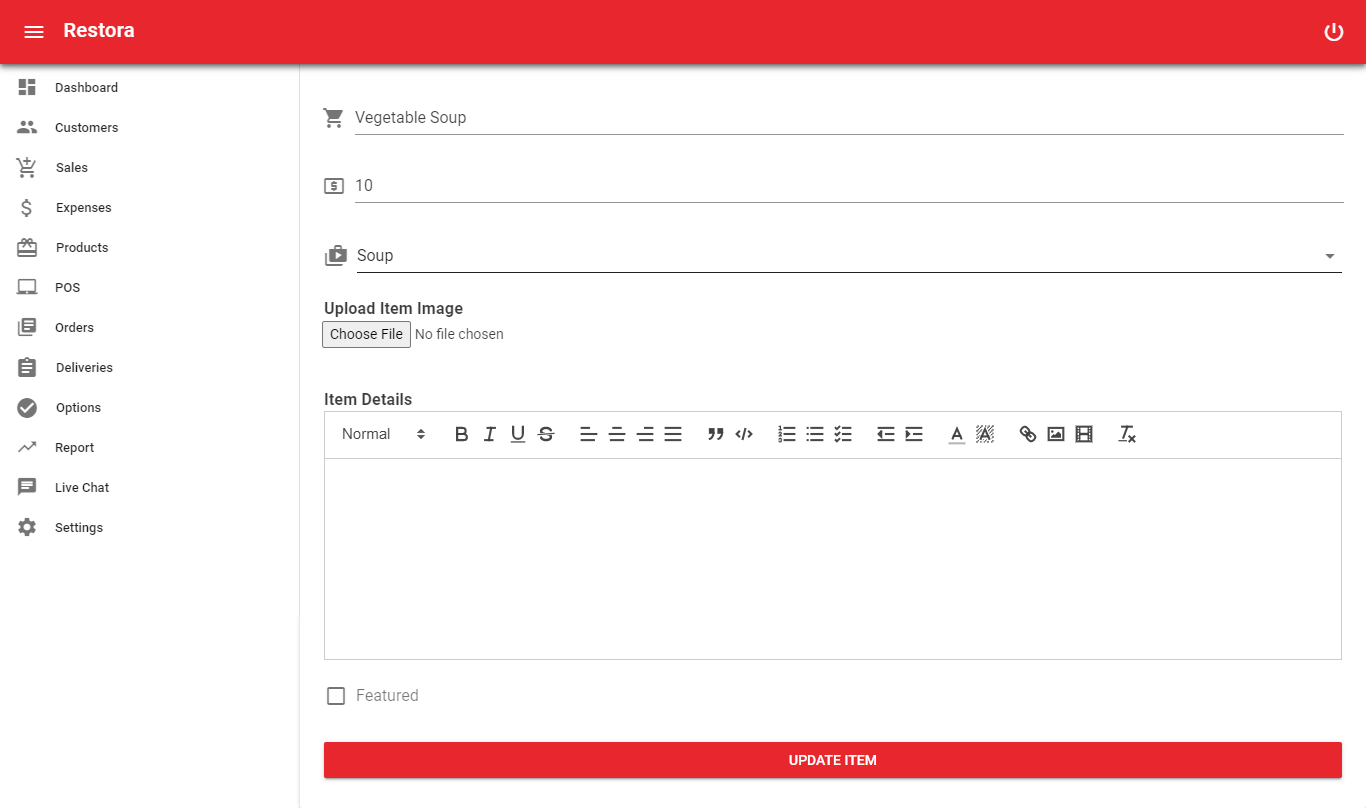 Restora
Dashboard
Customers
Sales
Expenses
Products
POS
Orders
Deliveries
Options
Report
Live Chat
Settings
Vegetable Soup
10
Soup
Upload Item Image
Choose File No file chosen
Item Details
Normal
Featured
UPDATE ITEM